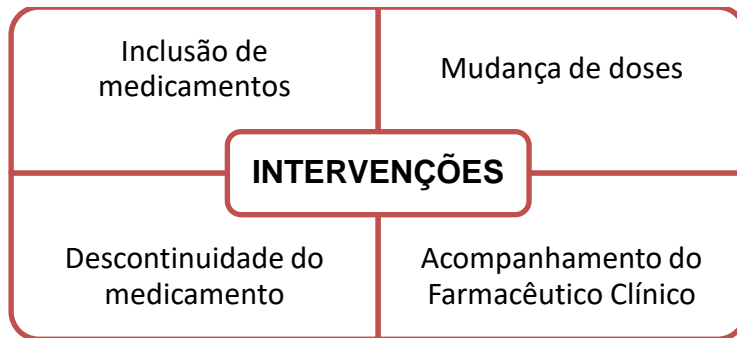 Inclusão de
medicamentos
Mudança de doses
INTERVENÇÕES
Descontinuidade do
medicamento
Acompanhamento do
Farmacêutico Clínico